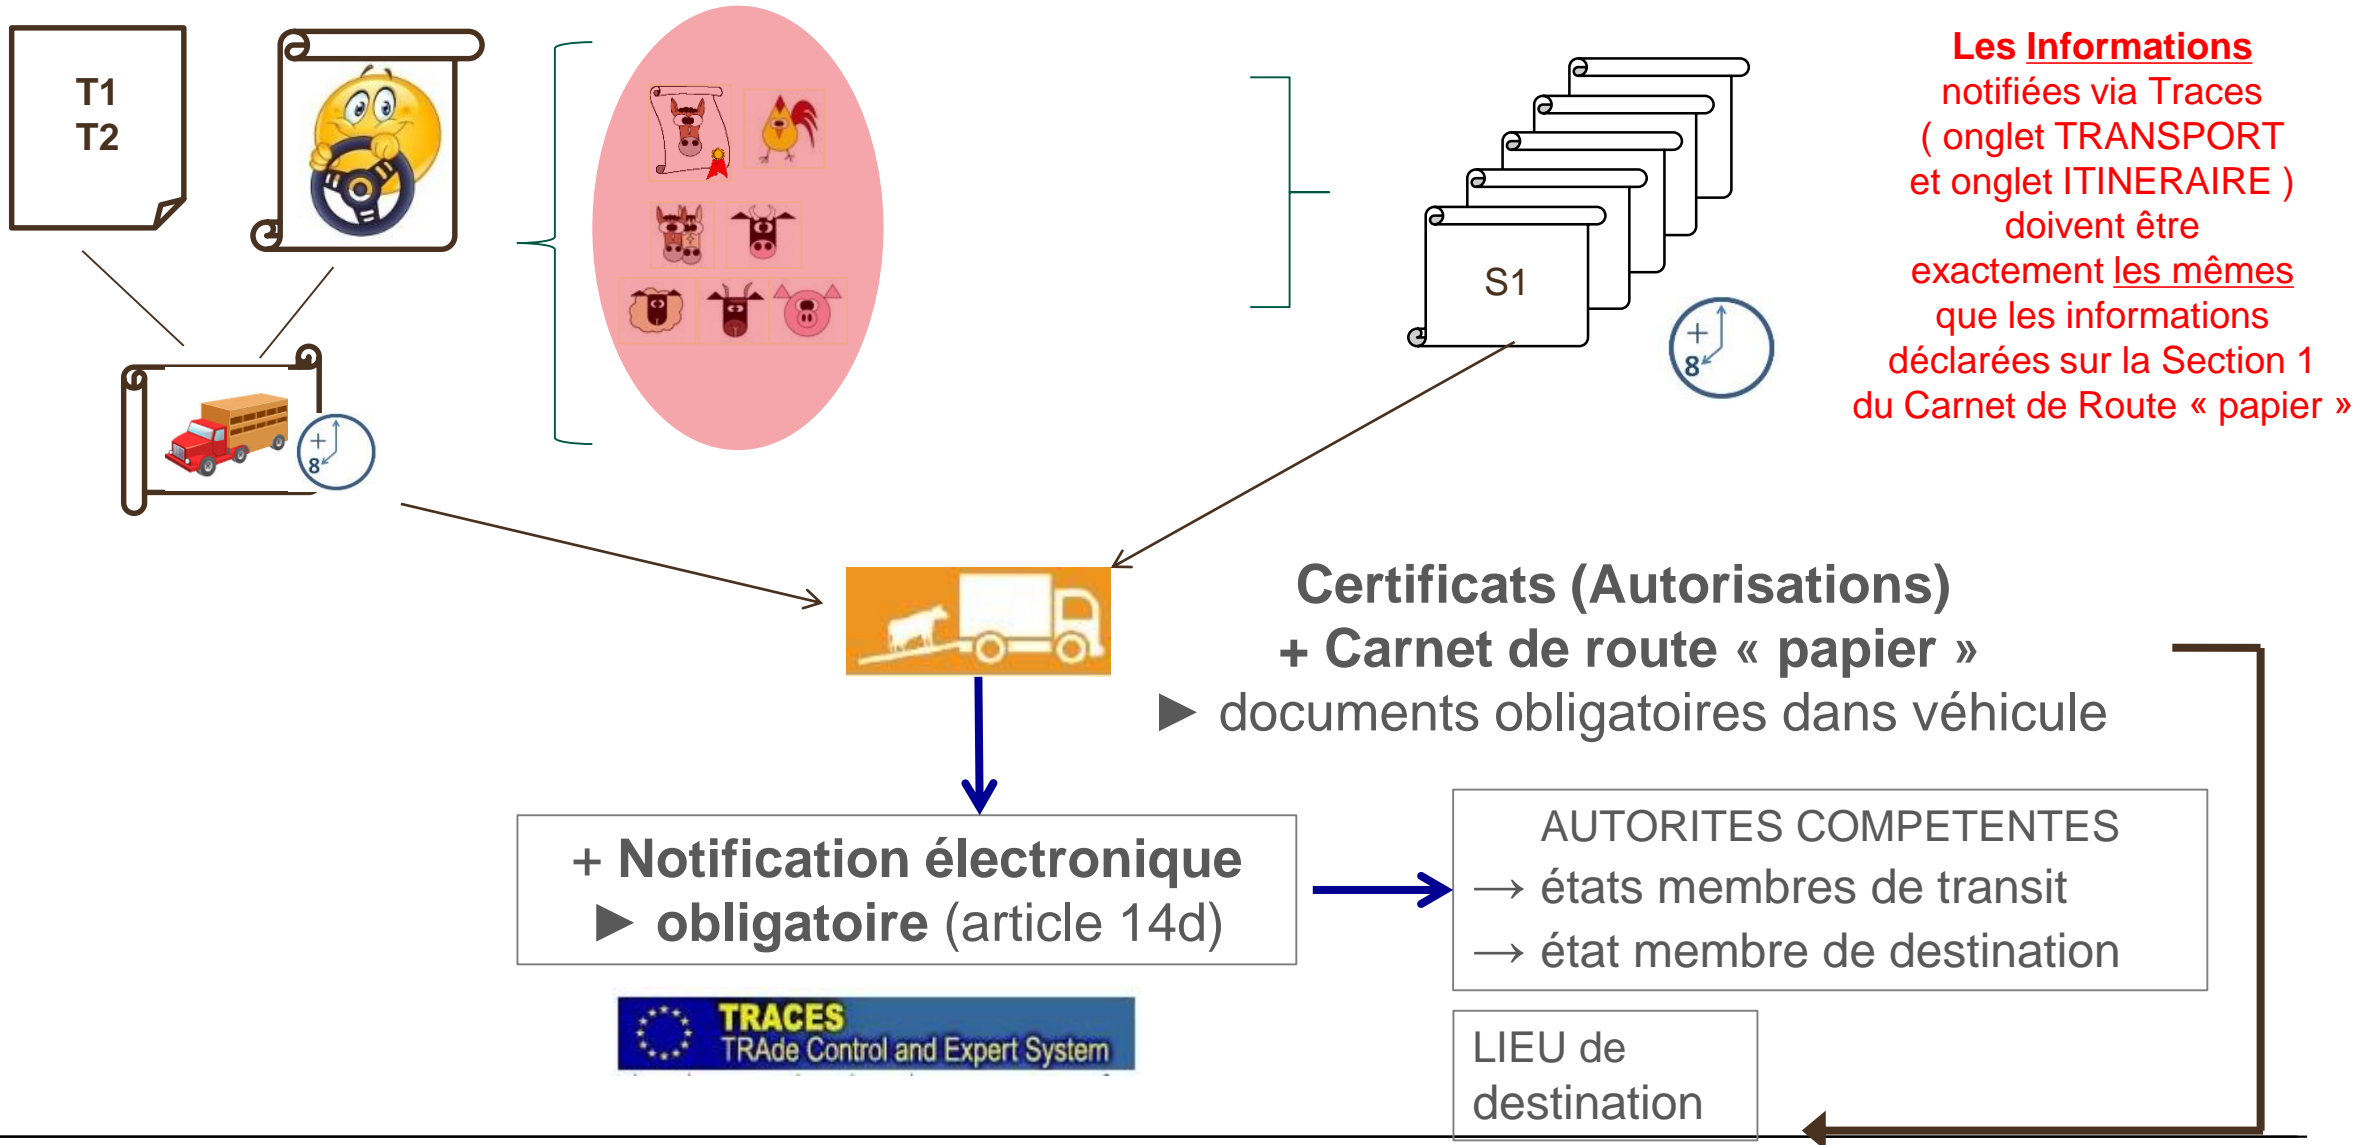 T1
T2
Les Informations
notifiées via Traces
( onglet TRANSPORT
et onglet ITINERAIRE )
doivent être
exactement les mêmes
que les informations
déclarées sur la Section 1
du Carnet de Route « papier »
S1
+
8
+
8
Certificats (Autorisations)
+ Carnet de route « papier »
► documents obligatoires dans véhicule
+ Notification électronique
► obligatoire (article 14d)
AUTORITES COMPETENTES
→ états membres de transit
→ état membre de destination
TRACES
TRAde Control and Expert System
LIEU de
destination